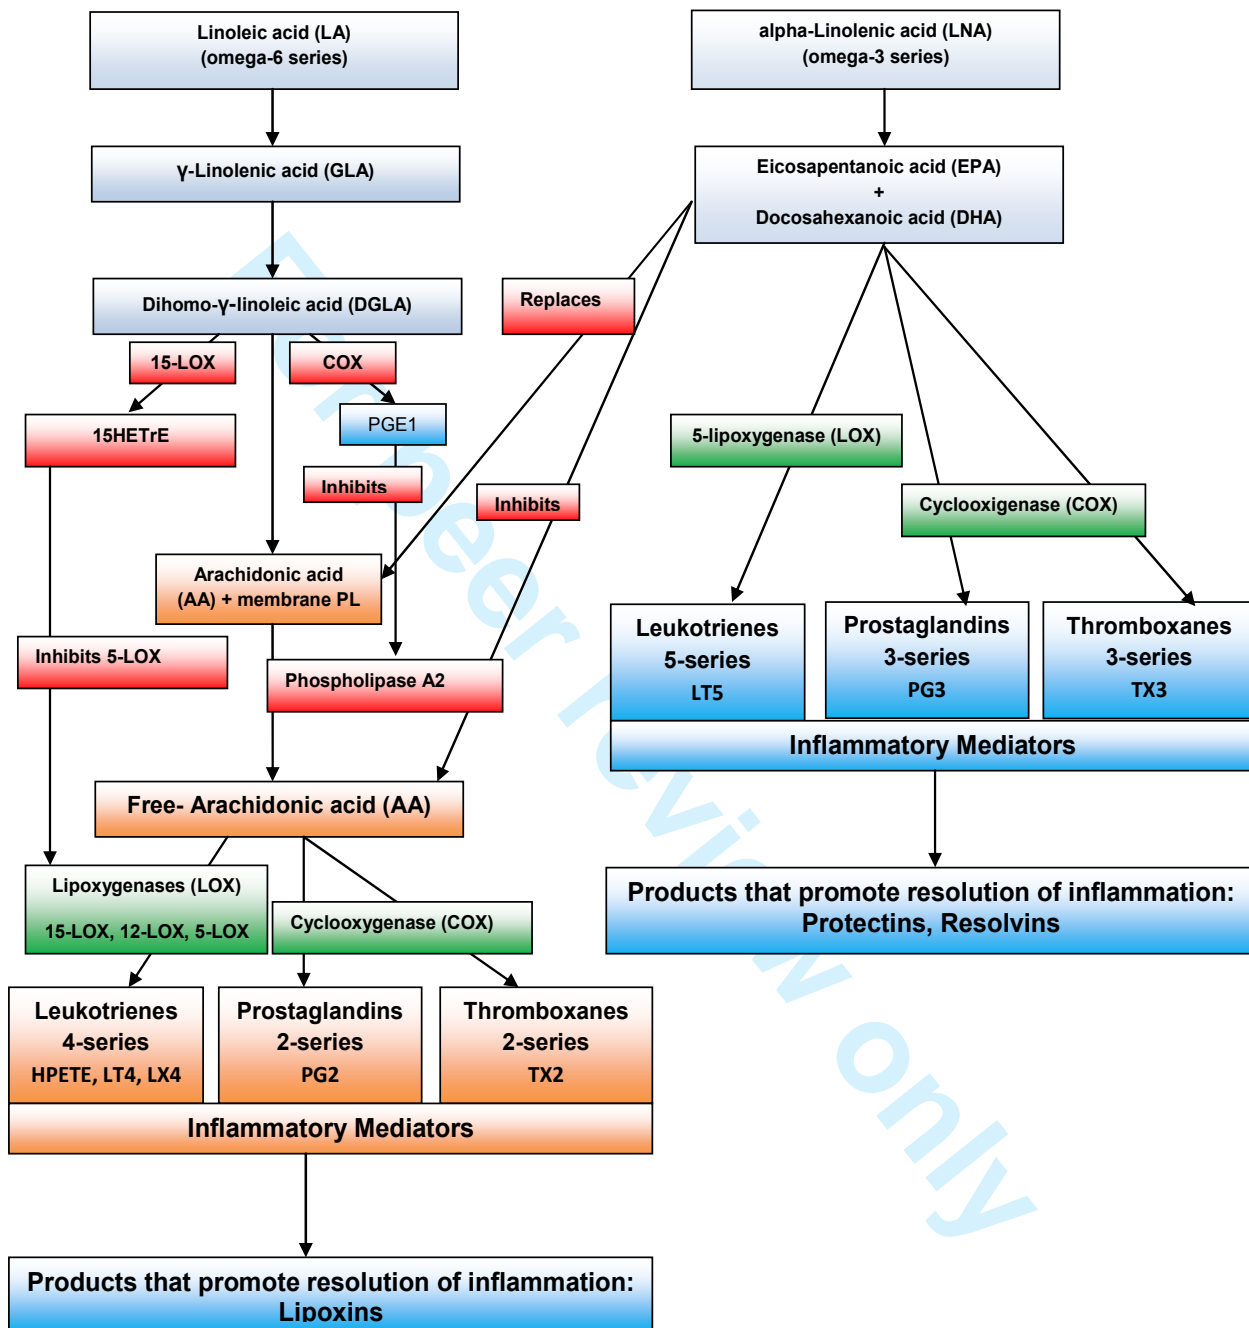 Linoleic acid (LA)
(omega-6 series)
alpha-Linolenic acid (LNA)
(omega-3 series)
γ-Linolenic acid (GLA)
Eicosapentanoic acid (EPA)
+
Docosahexanoic acid (DHA)
Dihomo-γ-linoleic acid (DGLA)
Replaces
15-LOX
COX
15HETrE
PGE1
5-lipoxygenase (LOX)
Inhibits
Inhibits
Cyclooxigenase (COX)
Arachidonic acid
(AA) + membrane PL
Leukotrienes
5-series
LT5
Prostaglandins
3-series
PG3
Thromboxanes
3-series
TX3
Inhibits 5-LOX
Phospholipase A2
Inflammatory Mediators
Free- Arachidonic acid (AA)
Lipoxygenases (LOX)
15-LOX, 12-LOX, 5-LOX
Cyclooxygenase (COX)
Products that promote resolution of inflammation:
Protectins, Resolvins
Leukotrienes
4-series
HPETE, LT4, LX4
Prostaglandins
2-series
PG2
Thromboxanes
2-series
TX2
Inflammatory Mediators
Products that promote resolution of inflammation:
Lipoxins
For peer review only